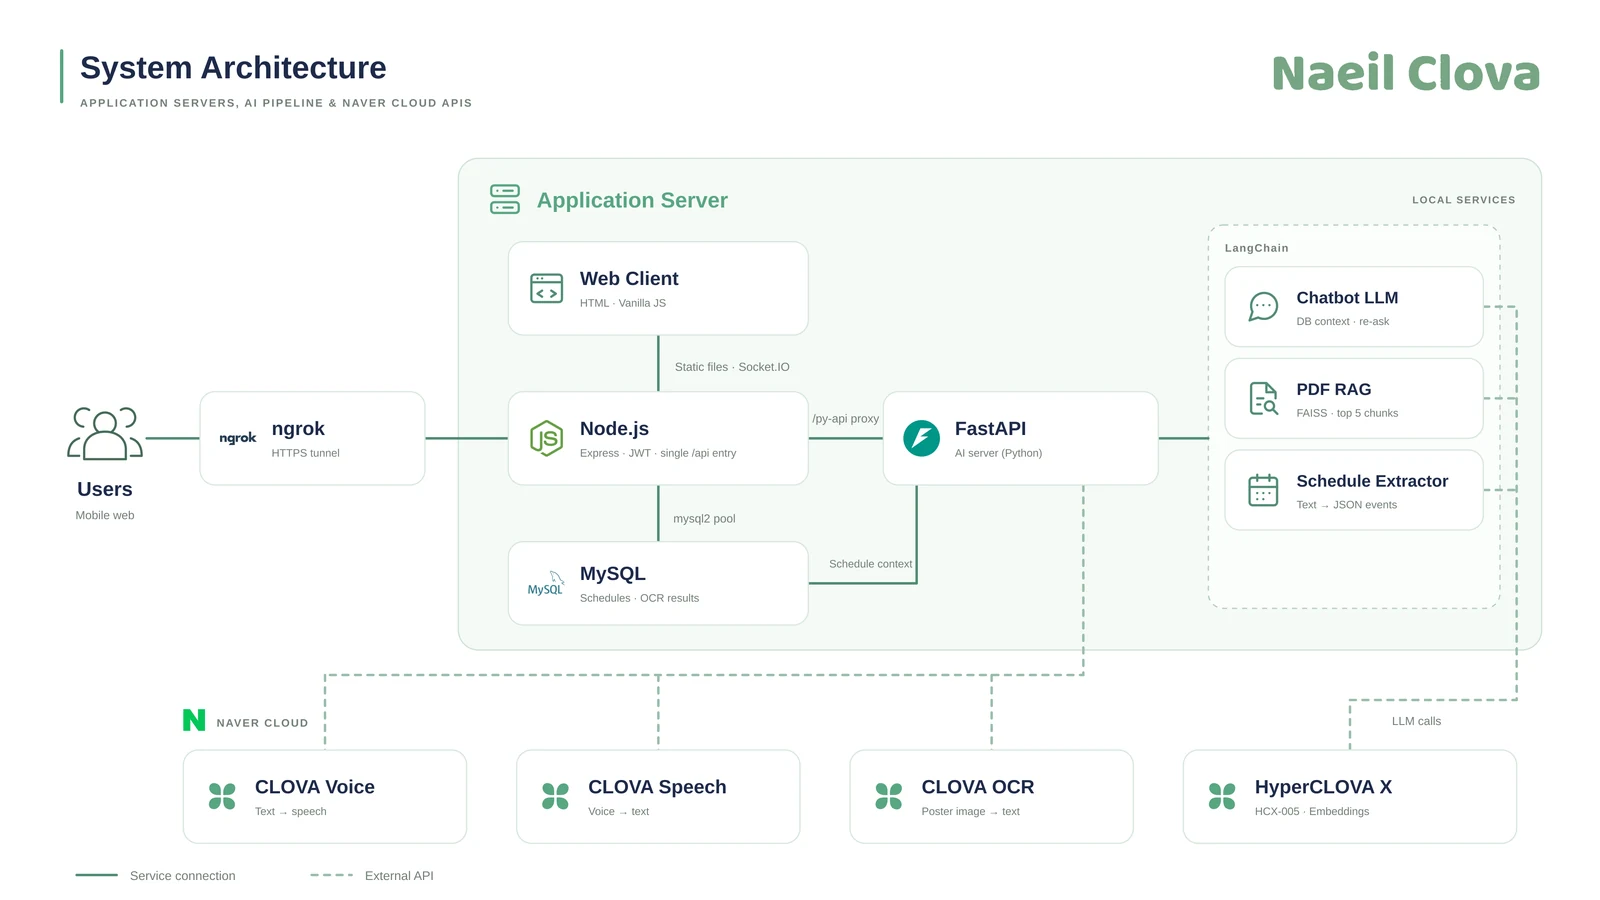 System Architecture
APPLICATION SERVERS, AI PIPELINE & NAVER CLOUD APIS
Naeil Clova
Application Server
LOCAL SERVICES
Web Client
HTML · Vanilla JS
Static files · Socket.IO
Users
Mobile web
ngrok
ngrok
HTTPS tunnel
JS
Node.js
Express · JWT · single /api entry
/py-api proxy
FastAPI
AI server (Python)
mysql2 pool
MySQL
MySQL
Schedules · OCR results
Schedule context
LangChain
Chatbot LLM
DB context · re-ask
PDF RAG
FAISS · top 5 chunks
Schedule Extractor
Text → JSON events
N
NAVER CLOUD
LLM calls
CLOVA Voice
Text → speech
CLOVA Speech
Voice → text
CLOVA OCR
Poster image → text
HyperCLOVA X
HCX-005 · Embeddings
Service connection
External API